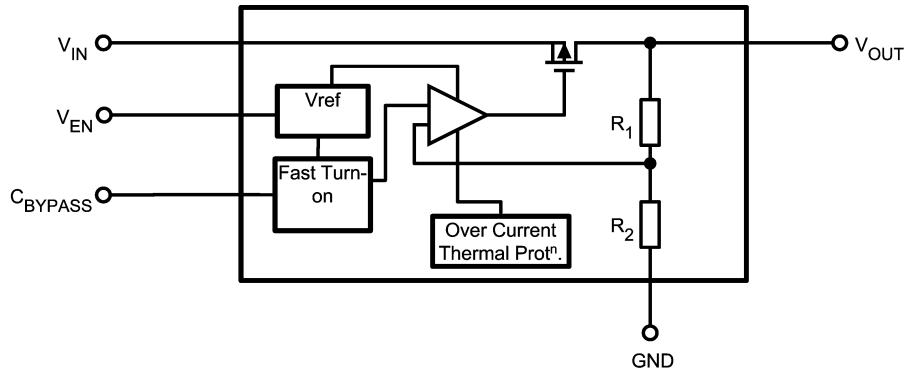 VIN
VOUT
Vref
VEN
R1
Fast Turn-
on
CBYPASS
R2
Over Current
Thermal Protⁿ.
GND